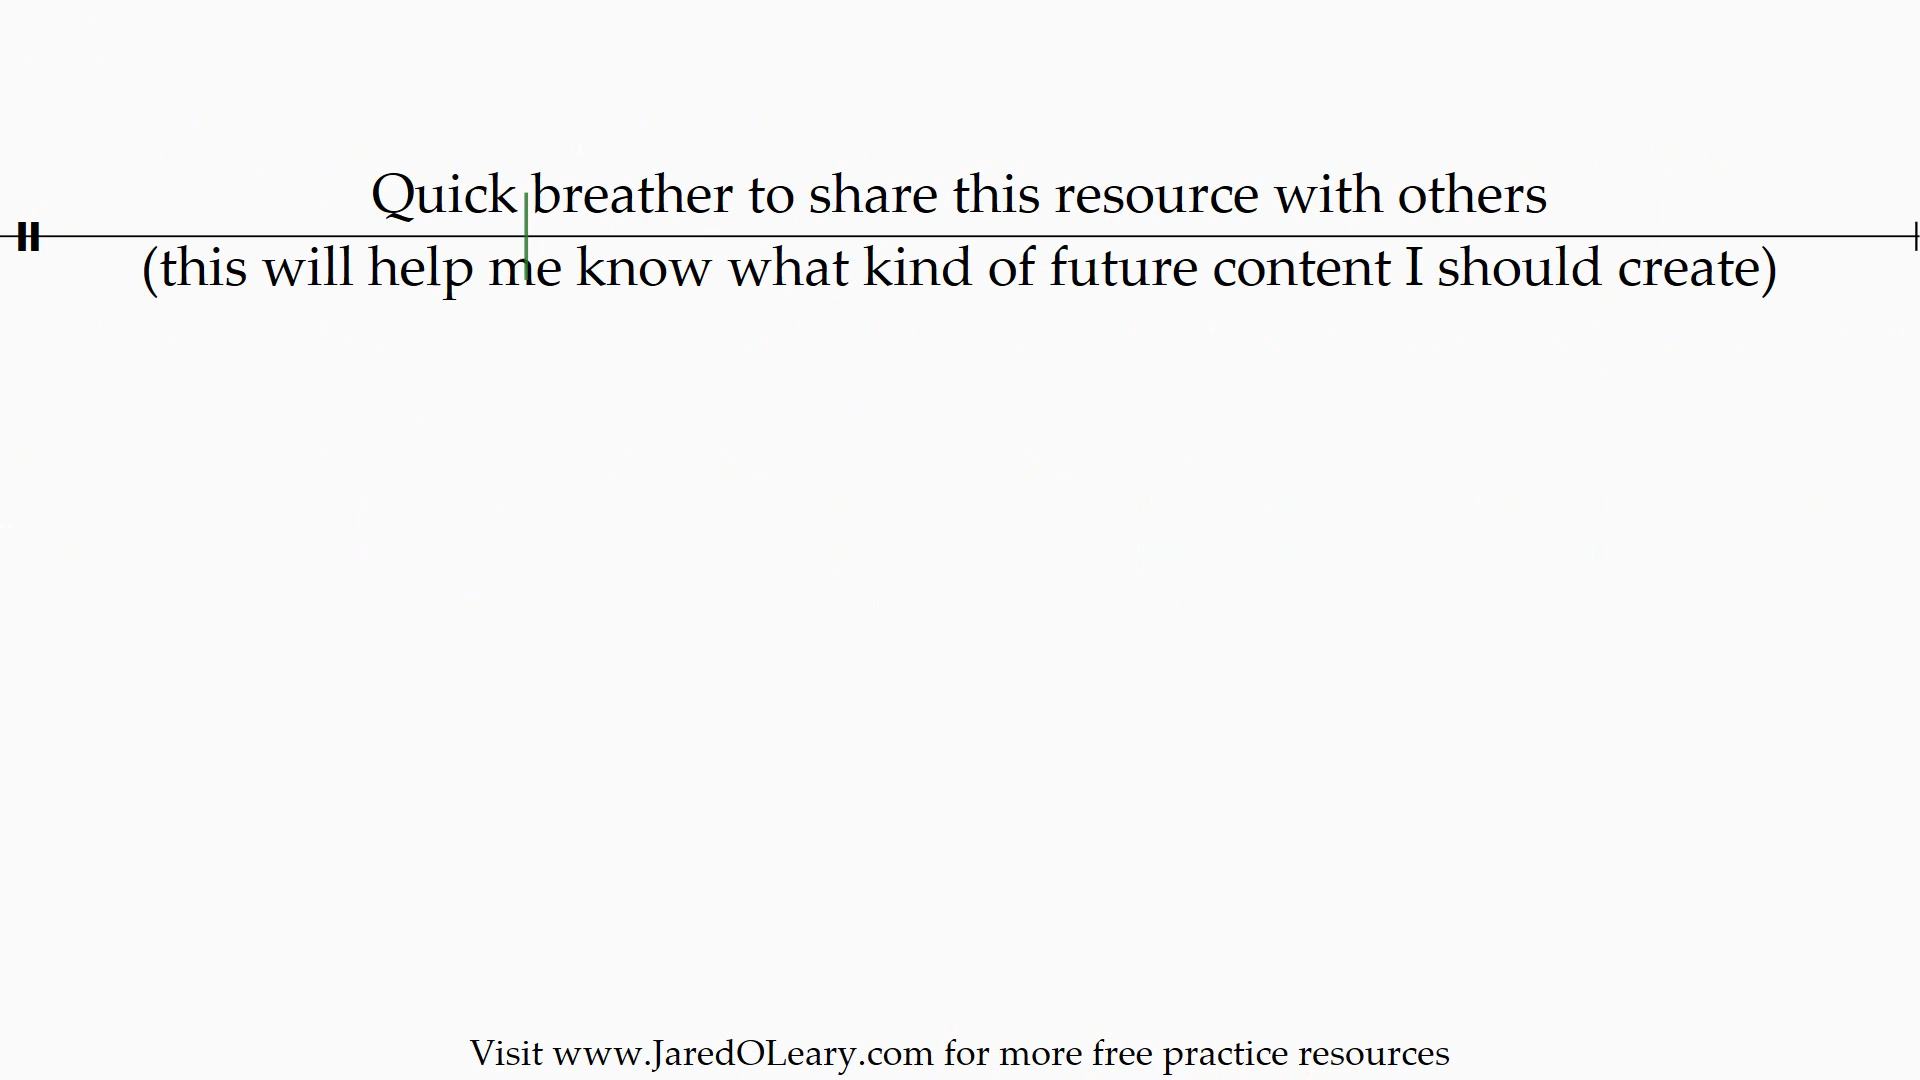 Quick breather to share this resource with others
(this will help me know what kind of future content I should create)
Visit www.JaredOLeary.com for more free practice resources